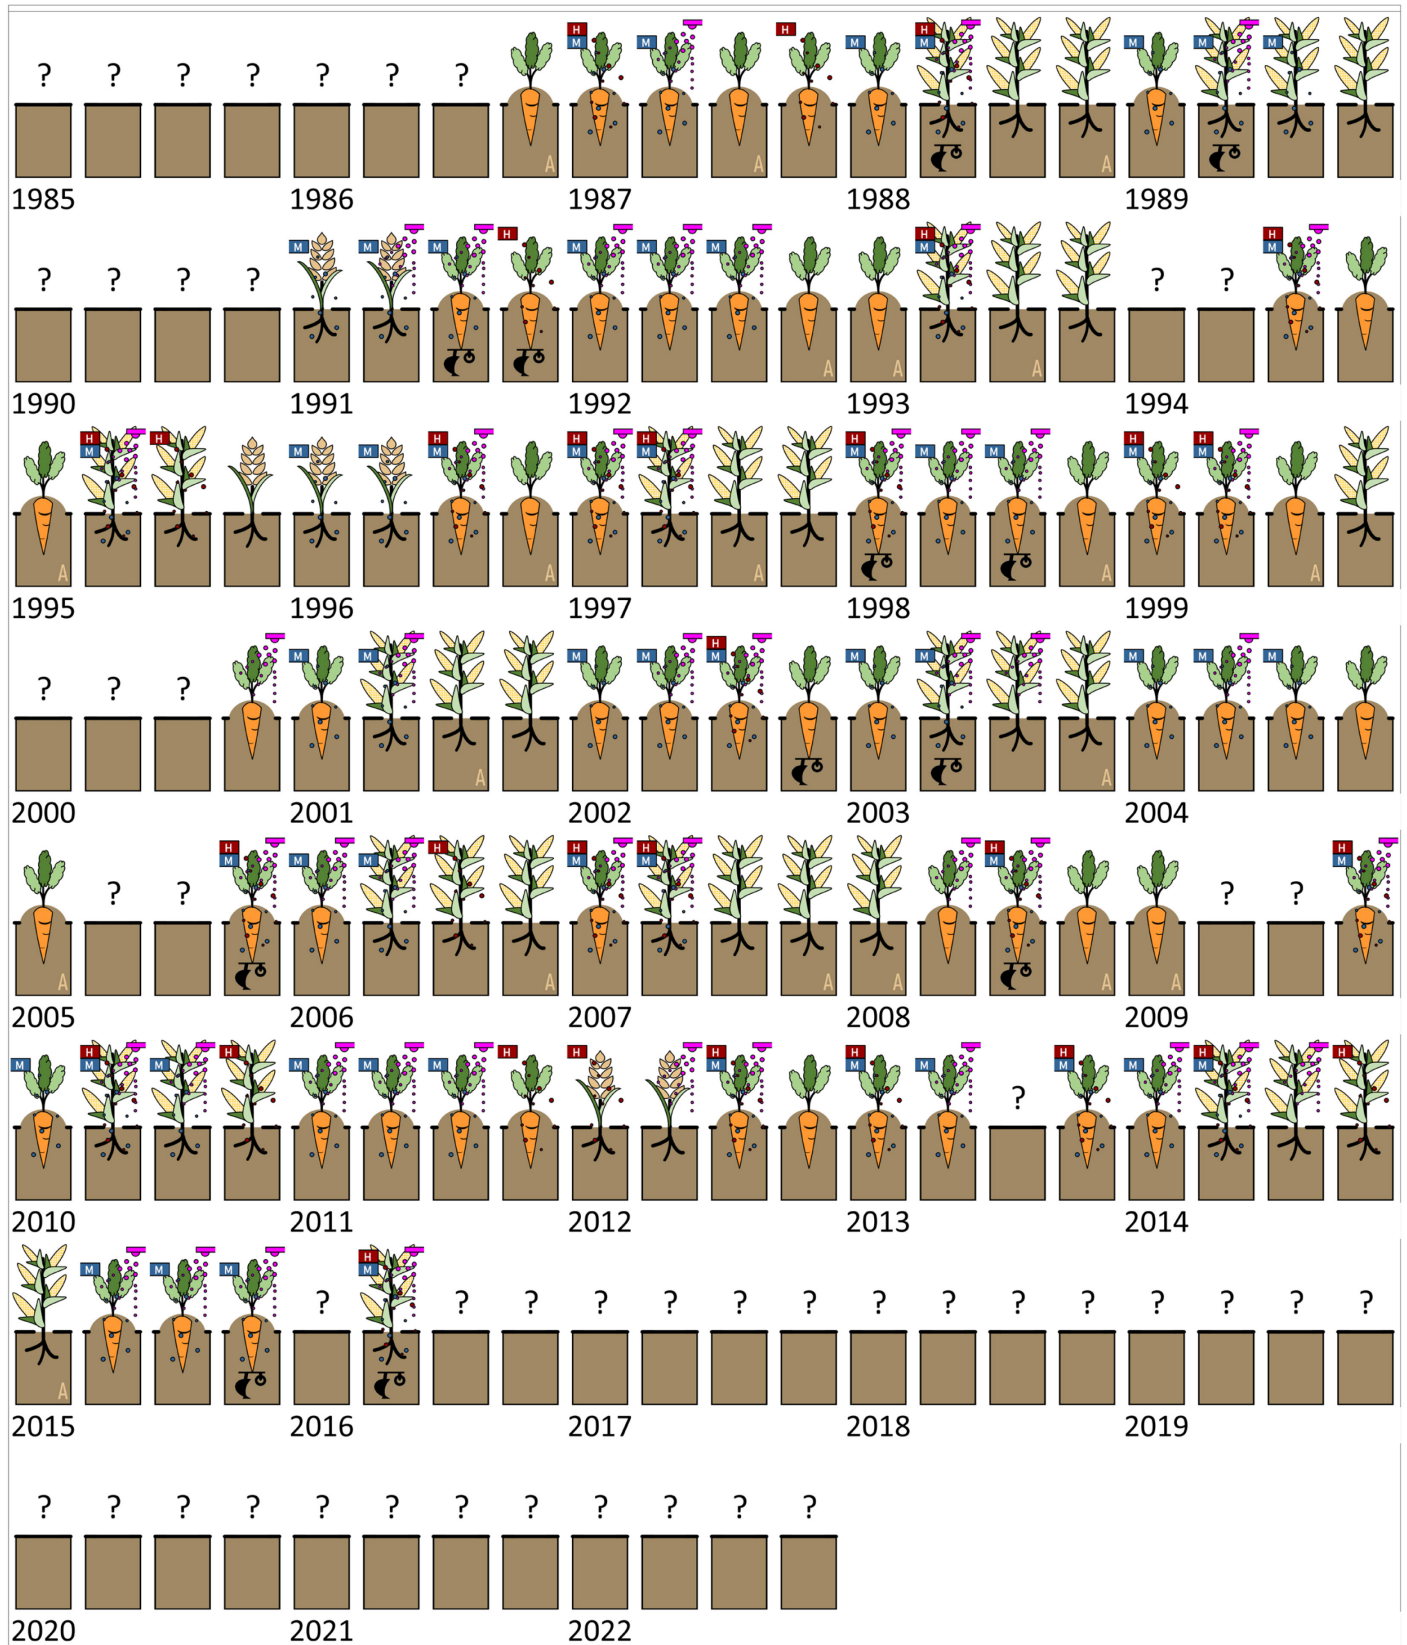 H H H
M M M M M M M
? ? ? ? ? ? ?
A A A
1985 1986 1987 1988 1989
H H H
M M M M M M M M
? ? ? ? ? ?
A A A
1990 1991 1992 1993 1994
H H H H H H H H
M M M M M M M M M M M
A A A A A
1995 1996 1997 1998 1999
H
M M M M M M M M M M
? ? ?
A A
2000 2001 2002 2003 2004
H H H H H H
M M M M M M M
? ? ? ?
A A A A A A
2005 2006 2007 2008 2009
H H H H H H H H H
M M M M M M M M M M M M
?
2010 2011 2012 2013 2014
H
M M M M
? ? ? ? ? ? ? ? ? ? ? ? ? ? ?
A
2015 2016 2017 2018 2019
? ? ? ? ? ? ? ? ? ? ? ?
2020 2021 2022